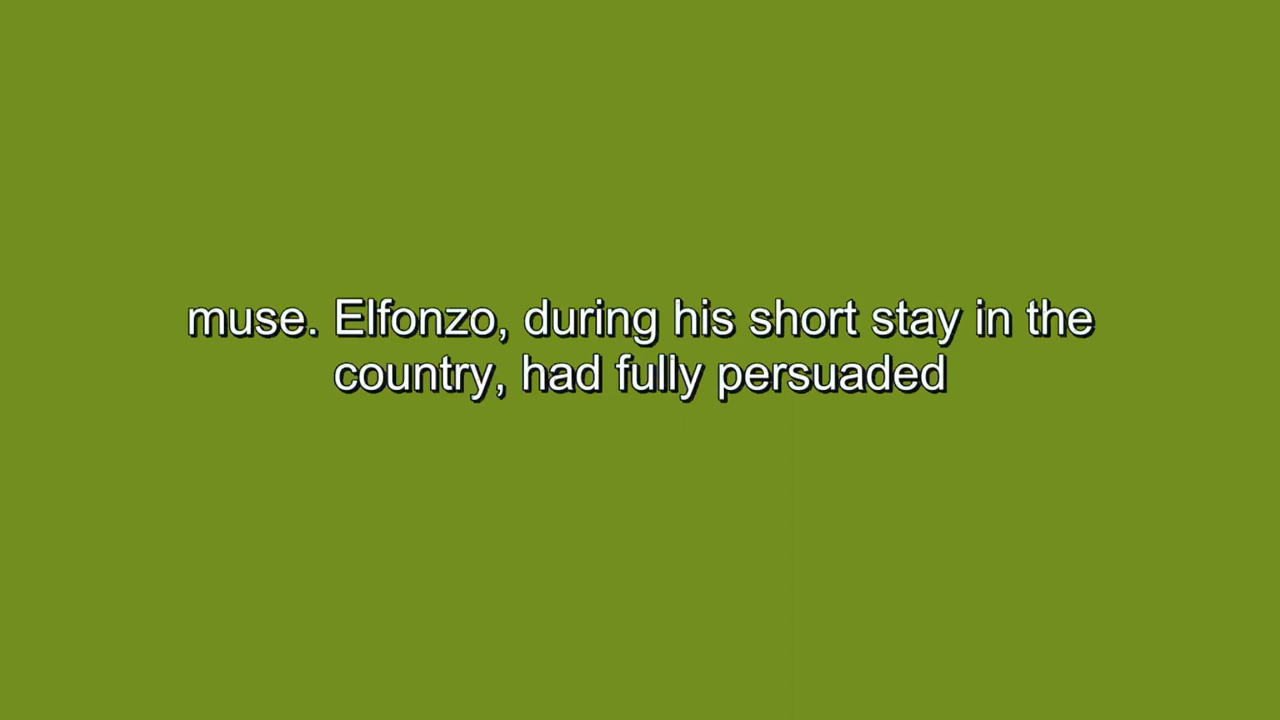 muse. Elfonzo, during his short stay in the
country, had fully persuaded